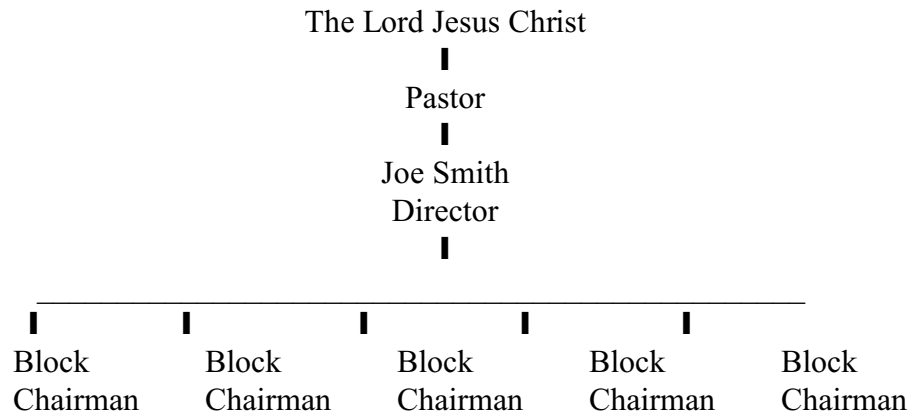 The Lord Jesus Christ
Pastor
Joe Smith
Director
Block Block Block Block Block
Chairman Chairman Chairman Chairman Chairman